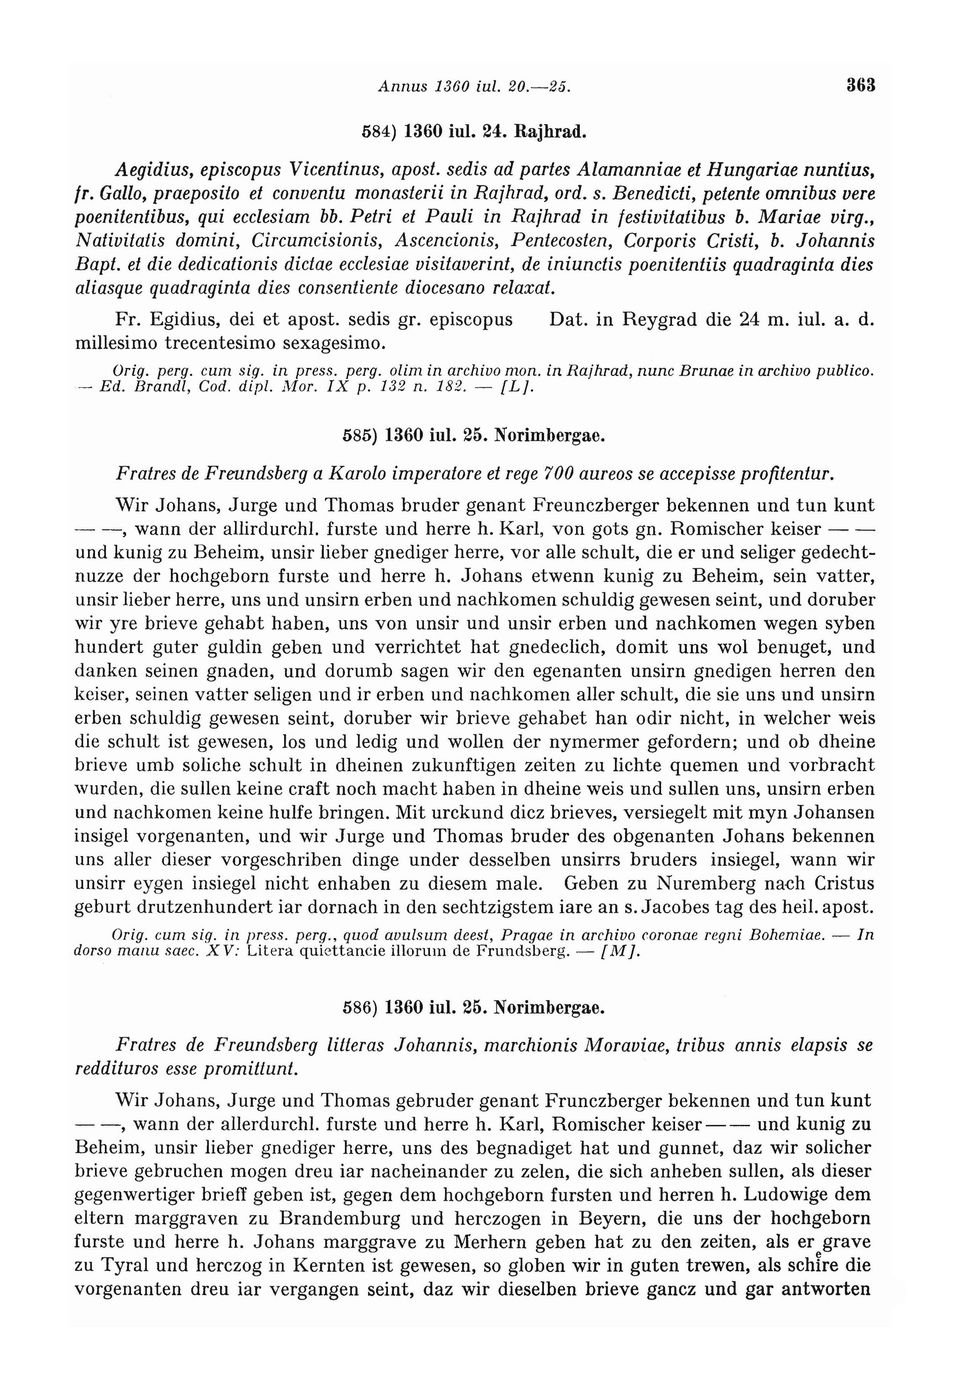 Annus 1360 iul. 20.—25. 363
584) 1360 iul. 24. Rajhrad.
Aegidius, episcopus Vicentinus, apost. sedis ad partes Alamanniae et Hungariae nuntius,
fr. Gallo, praeposito et conventu monasterii in Rajhrad, ord. s. Benedicti, petente omnibus vere
poenitentibus, qui ecclesiam bb. Petri et Pauli in Rajhrad in festivitatibus b. Mariae virg.,
Nativitatis domini, Circumcisionis, Ascencionis, Pentecosten, Corporis Cristi, b. Johannis
Bapt. et die dedicationis dictae ecclesiae visitaverint, de iniunctis poenitentiis quadraginta dies
aliasque quadraginta dies consentiente diocesano relaxat.
Fr. Egidius, dei et apost. sedis gr. episcopus Dat. in Reygrad die 24 m. iul. a. d.
millesimo trecentesimo sexagesimo.
Orig. perg. cum sig. in press. perg. olim in archivo mon. in Rajhrad, nunc Brunae in archivo publico.
— Ed. Brandl, Cod. dipl. Mor. IX p. 132 n. 182. — [L].
585) 1360 iul. 25. Norimbergae.
Fratres de Freundsberg a Karolo imperatore et rege 700 aureos se accepisse profitentur.
Wir Johans, Jurge und Thomas bruder genant Freunczberger bekennen und tun kunt
— —, wann der allirdurchl. furste und herre h. Karl, von gots gn. Romischer keiser — —
und kunig zu Beheim, unsir lieber gnediger herre, vor alle schult, die er und seliger gedecht-
nuzze der hochgeborn furste und herre h. Johans etwenn kunig zu Beheim, sein vatter,
unsir lieber herre, uns und unsirn erben und nachkomen schuldig gewesen seint, und doruber
wir yre brieve gehabt haben, uns von unsir und unsir erben und nachkomen wegen syben
hundert guter guldin geben und verrichtet hat gnedeclich, domit uns wol benuget, und
danken seinen gnaden, und dorumb sagen wir den egenanten unsirn gnedigen herren den
keiser, seinen vatter seligen und ir erben und nachkomen aller schult, die sie uns und unsirn
erben schuldig gewesen seint, doruber wir brieve gehabet han odir nicht, in welcher weis
die schult ist gewesen, los und ledig und wollen der nymermer gefordern; und ob dheine
brieve umb soliche schult in dheinen zukunftigen zeiten zu lichte quemen und vorbracht
wurden, die sullen keine craft noch macht haben in dheine weis und sullen uns, unsirn erben
und nachkomen keine hulfe bringen. Mit urckund dicz brieves, versiegelt mit myn Johansen
insigel vorgenanten, und wir Jurge und Thomas bruder des obgenanten Johans bekennen
uns aller dieser vorgeschriben dinge under desselben unsirrs bruders insiegel, wann wir
unsirr eygen insiegel nicht enhaben zu diesem male. Geben zu Nuremberg nach Cristus
geburt drutzenhundert iar dornach in den sechtzigstem iare an s. Jacobes tag des heil. apost.
Orig. cum sig. in press. perg., quod avulsum deest, Pragae in archivo coronae regni Bohemiae. — In
dorso manu saec. XV: Litera quiettancie illorum de Frundsberg. — [M].
586) 1360 iul. 25. Norimbergae.
Fratres de Freundsberg litteras Johannis, marchionis Moraviae, tribus annis elapsis se
reddituros esse promittunt.
Wir Johans, Jurge und Thomas gebruder genant Frunczberger bekennen und tun kunt
— —, wann der allerdurchl. furste und herre h. Karl, Romischer keiser — — und kunig zu
Beheim, unsir lieber gnediger herre, uns des begnadiget hat und gunnet, daz wir solicher
brieve gebruchen mogen dreu iar nacheinander zu zelen, die sich anheben sullen, als dieser
gegenwertiger brieff geben ist, gegen dem hochgeborn fursten und herren h. Ludowige dem
eltern marggraven zu Brandemburg und herczogen in Beyern, die uns der hochgeborn
furste und herre h. Johans marggrave zu Merhern geben hat zu den zeiten, als er grave
zu Tyral und herczog in Kernten ist gewesen, so globen wir in guten trewen, als schiͤre die
vorgenanten dreu iar vergangen seint, daz wir dieselben brieve gancz und gar antworten